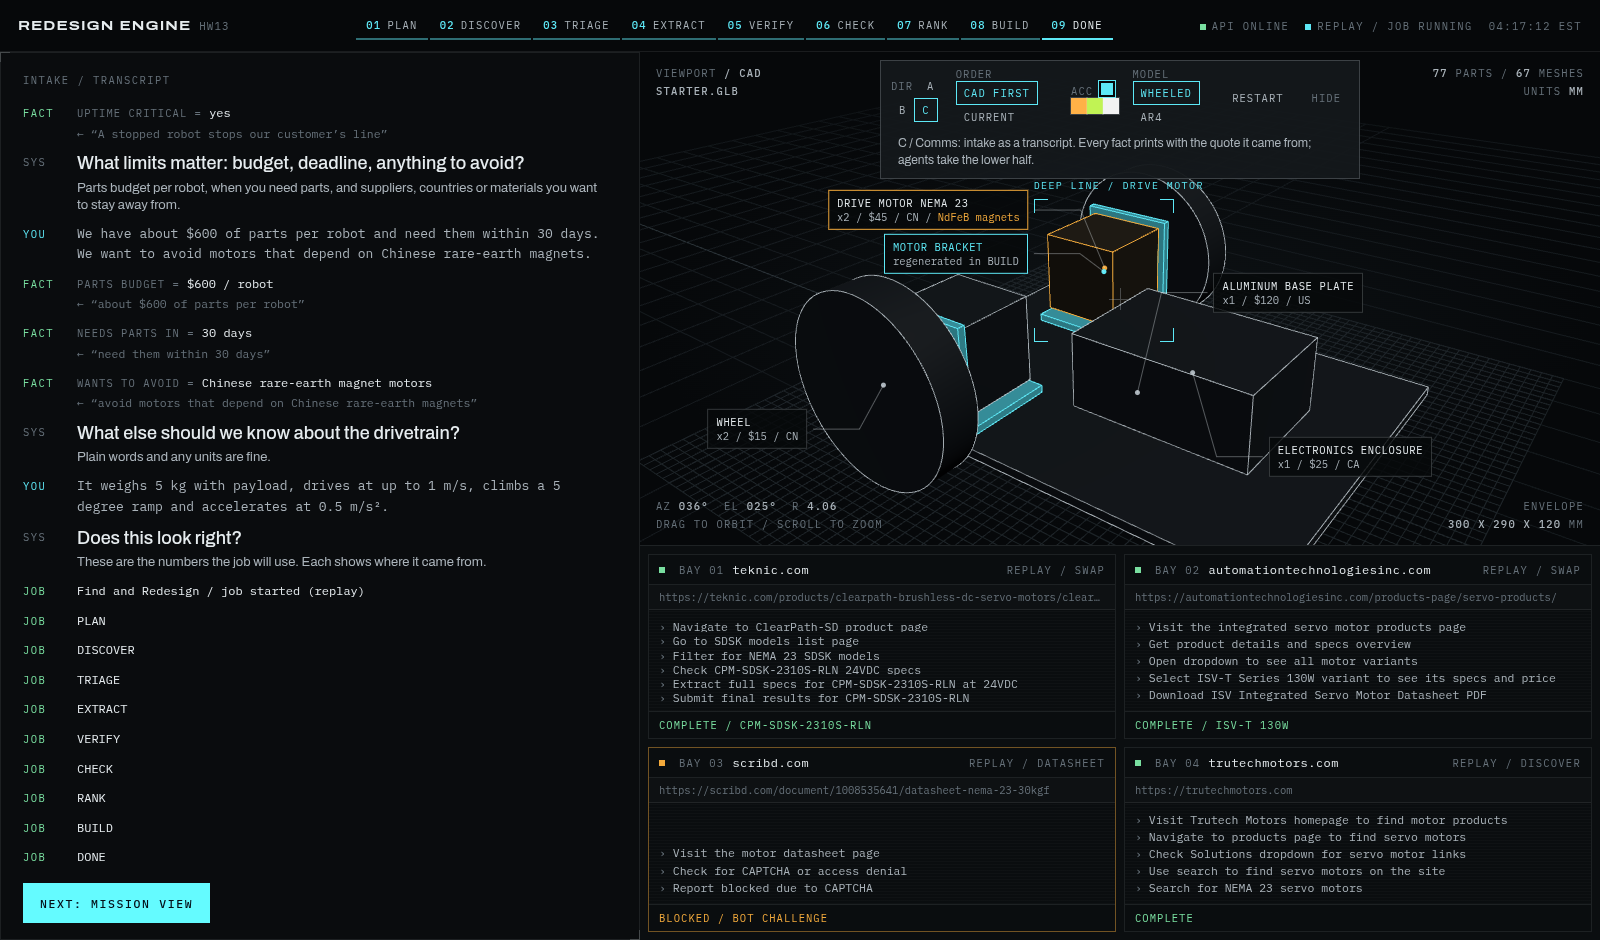 REDESIGN ENGINE HW13
01 PLAN
02 DISCOVER
03 TRIAGE
04 EXTRACT
05 VERIFY
06 CHECK
07 RANK
08 BUILD
09 DONE
API ONLINE
REPLAY / JOB RUNNING
04:17:12 EST
INTAKE / TRANSCRIPT
FACT UPTIME CRITICAL = yes
← “A stopped robot stops our customer’s line”
SYS What limits matter: budget, deadline, anything to avoid?
Parts budget per robot, when you need parts, and suppliers, countries or materials you want
to stay away from.
YOU We have about $600 of parts per robot and need them within 30 days.
We want to avoid motors that depend on Chinese rare-earth magnets.
FACT PARTS BUDGET = $600 / robot
← “about $600 of parts per robot”
FACT NEEDS PARTS IN = 30 days
← “need them within 30 days”
FACT WANTS TO AVOID = Chinese rare-earth magnet motors
← “avoid motors that depend on Chinese rare-earth magnets”
SYS What else should we know about the drivetrain?
Plain words and any units are fine.
YOU It weighs 5 kg with payload, drives at up to 1 m/s, climbs a 5
degree ramp and accelerates at 0.5 m/s².
SYS Does this look right?
These are the numbers the job will use. Each shows where it came from.
JOB Find and Redesign / job started (replay)
JOB PLAN
JOB DISCOVER
JOB TRIAGE
JOB EXTRACT
JOB VERIFY
JOB CHECK
JOB RANK
JOB BUILD
JOB DONE
NEXT: MISSION VIEW
VIEWPORT / CAD
STARTER.GLB
DIR A
B C
ORDER
CAD FIRST
CURRENT
ACC
MODEL
WHEELED
AR4
RESTART
HIDE
C / Comms: intake as a transcript. Every fact prints with the quote it came from;
agents take the lower half.
77 PARTS / 67 MESHES
UNITS MM
DEEP LINE / DRIVE MOTOR
DRIVE MOTOR NEMA 23
x2 / $45 / CN / NdFeB magnets
MOTOR BRACKET
regenerated in BUILD
ALUMINUM BASE PLATE
x1 / $120 / US
WHEEL
x2 / $15 / CN
ELECTRONICS ENCLOSURE
x1 / $25 / CA
AZ 036° EL 025° R 4.06
DRAG TO ORBIT / SCROLL TO ZOOM
ENVELOPE
300 X 290 X 120 MM
BAY 01 teknic.com REPLAY / SWAP
https://teknic.com/products/clearpath-brushless-dc-servo-motors/clear…
› Navigate to ClearPath-SD product page
› Go to SDSK models list page
› Filter for NEMA 23 SDSK models
› Check CPM-SDSK-2310S-RLN 24VDC specs
› Extract full specs for CPM-SDSK-2310S-RLN at 24VDC
› Submit final results for CPM-SDSK-2310S-RLN
COMPLETE / CPM-SDSK-2310S-RLN
BAY 02 automationtechnologiesinc.com REPLAY / SWAP
https://automationtechnologiesinc.com/products-page/servo-products/
› Visit the integrated servo motor products page
› Get product details and specs overview
› Open dropdown to see all motor variants
› Select ISV-T Series 130W variant to see its specs and price
› Download ISV Integrated Servo Motor Datasheet PDF
COMPLETE / ISV-T 130W
BAY 03 scribd.com REPLAY / DATASHEET
https://scribd.com/document/1008535641/datasheet-nema-23-30kgf
› Visit the motor datasheet page
› Check for CAPTCHA or access denial
› Report blocked due to CAPTCHA
BLOCKED / BOT CHALLENGE
BAY 04 trutechmotors.com REPLAY / DISCOVER
https://trutechmotors.com
› Visit Trutech Motors homepage to find motor products
› Navigate to products page to find servo motors
› Check Solutions dropdown for servo motor links
› Use search to find servo motors on the site
› Search for NEMA 23 servo motors
COMPLETE